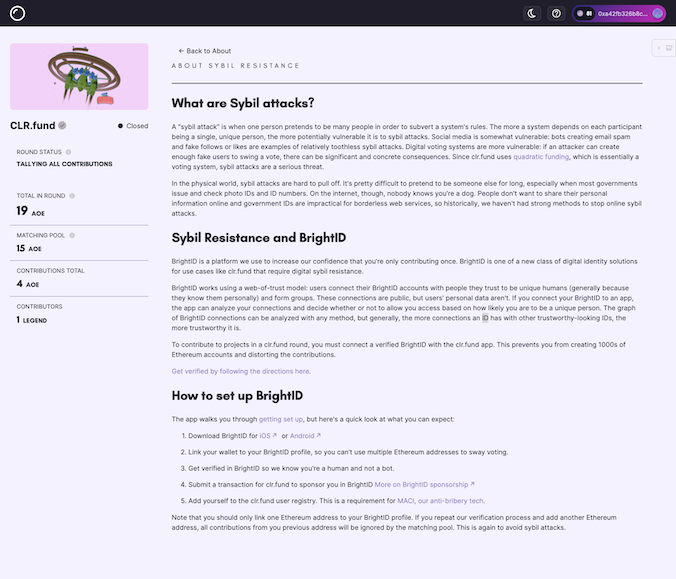 0xa42fb326b8c...
← Back to About
ABOUT SYBIL RESISTANCE
What are Sybil attacks?
A "sybil attack" is when one person pretends to be many people in order to subvert a system's rules. The more a system depends on each participant
being a single, unique person, the more potentially vulnerable it is to sybil attacks. Social media is somewhat vulnerable: bots creating email spam
and fake follows or likes are examples of relatively toothless sybil attacks. Digital voting systems are more vulnerable: if an attacker can
create enough fake users to swing a vote, there can be significant and concrete consequences. Since clr.fund uses quadratic funding, which is essentially a
voting system, sybil attacks are a serious threat.
In the physical world, sybil attacks are hard to pull off. It's pretty difficult to pretend to be someone else for long, especially when most governments
issue and check photo IDs and ID numbers. On the internet, though, nobody knows you're a dog. People don't want to share their personal
information online and government IDs are impractical for borderless web services, so historically, we haven't had strong methods to stop online sybil
attacks.
Sybil Resistance and BrightID
BrightID is a platform we use to increase our confidence that you're only contributing once. BrightID is one of a new class of digital identity solutions
for use cases like clr.fund that require digital sybil resistance.
BrightID works using a web-of-trust model: users connect their BrightID accounts with people they trust to be unique humans (generally because
they know them personally) and form groups. These connections are public, but users' personal data aren't. If you connect your BrightID to an app,
the app can analyze your connections and decide whether or not to allow you access based on how likely you are to be a unique person. The graph
of BrightID connections can be analyzed with any method, but generally, the more connections an ID has with other trustworthy-looking IDs, the
more trustworthy it is.
To contribute to projects in a clr.fund round, you must connect a verified BrightID with the clr.fund app. This prevents you from creating 1000s of
Ethereum accounts and distorting the contributions.
Get verified by following the directions here.
How to set up BrightID
The app walks you through getting set up, but here's a quick look at what you can expect:
1. Download BrightID for iOS ↗ or Android ↗
2. Link your wallet to your BrightID profile, so you can't use multiple Ethereum addresses to sway voting.
3. Get verified in BrightID so we know you're a human and not a bot.
4. Submit a transaction for clr.fund to sponsor you in BrightID More on BrightID sponsorship ↗
5. Add yourself to the clr.fund user registry. This is a requirement for MACI, our anti-bribery tech.
Note that you should only link one Ethereum address to your BrightID profile. If you repeat our verification process and add another Ethereum
address, all contributions from you previous address will be ignored by the matching pool. This is again to avoid sybil attacks.
CLR.fund
Closed
ROUND STATUS
TALLYING ALL CONTRIBUTIONS
TOTAL IN ROUND
19 AOE
MATCHING POOL
15 AOE
CONTRIBUTIONS TOTAL
4 AOE
CONTRIBUTORS
1 LEGEND